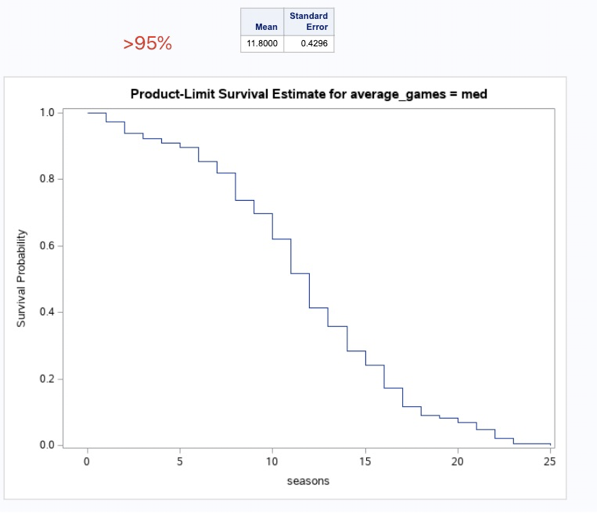 Standard
Mean Error
>95%
11.8000 0.4296
Product-Limit Survival Estimate for average_games = med
1.0
0.8
0.6
0.4
0.2
0.0
Survival Probability
0 5 10 15 20 25
seasons